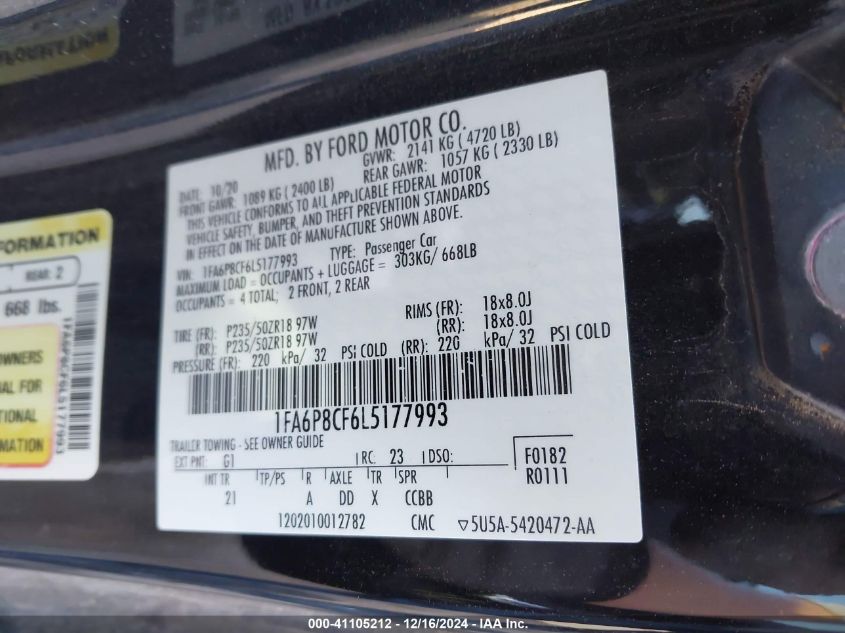 MFD. BY FORD MOTOR CO.
DATE: 10/20 GVWR: 2141 KG ( 4720 LB)
FRONT GAWR: 1089 KG ( 2400 LB) REAR GAWR: 1057 KG ( 2330 LB)
THIS VEHICLE CONFORMS TO ALL APPLICABLE FEDERAL MOTOR
VEHICLE SAFETY, BUMPER, AND THEFT PREVENTION STANDARDS
IN EFFECT ON THE DATE OF MANUFACTURE SHOWN ABOVE.
VIN: 1FA6P8CF6L5177993 TYPE: Passenger Car
MAXIMUM LOAD = OCCUPANTS + LUGGAGE = 303KG/ 668LB
OCCUPANTS = 4 TOTAL; 2 FRONT, 2 REAR
TIRE (FR): P235/50ZR18 97W RIMS (FR): 18x8.0J
(RR): P235/50ZR18 97W (RR): 18x8.0J
PRESSURE (FR): 220 kPa/ 32 PSI COLD (RR): 220 kPa/ 32 PSI COLD
1FA6P8CF6L5177993
TRAILER TOWING - SEE OWNER GUIDE
EXT PNT: G1 RC: 23 DSO: F0182
R0111
INT TR TP/PS R AXLE TR SPR
21 A DD X CCBB
1202010012782 CMC ▽5U5A-5420472-AA
FORMATION
REAR: 2
668 lbs.
OWNERS
FOR
INFORMATION
1FA6P8CF6L5177993
000-41105212 - 12/16/2024 - IAA, Inc.